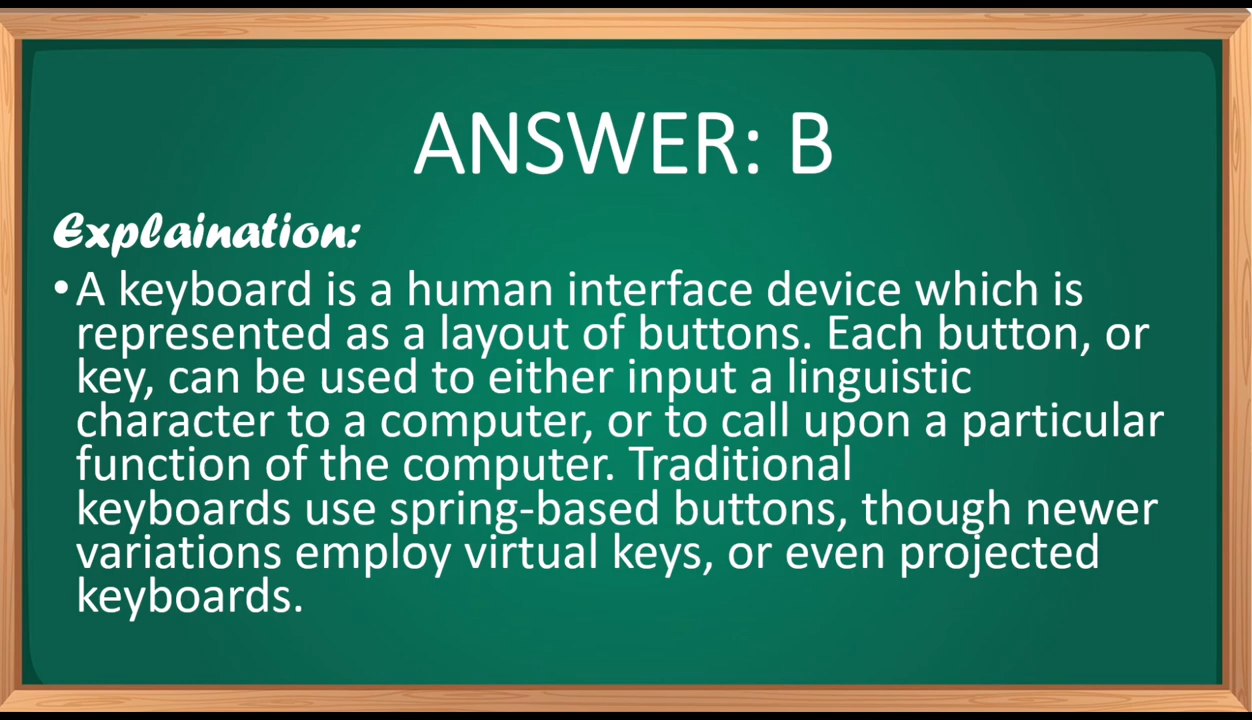 ANSWER: B
Explaination:
• A keyboard is a human interface device which is
represented as a layout of buttons. Each button, or
key, can be used to either input a linguistic
character to a computer, or to call upon a particular
function of the computer. Traditional
keyboards use spring-based buttons, though newer
variations employ virtual keys, or even projected
keyboards.